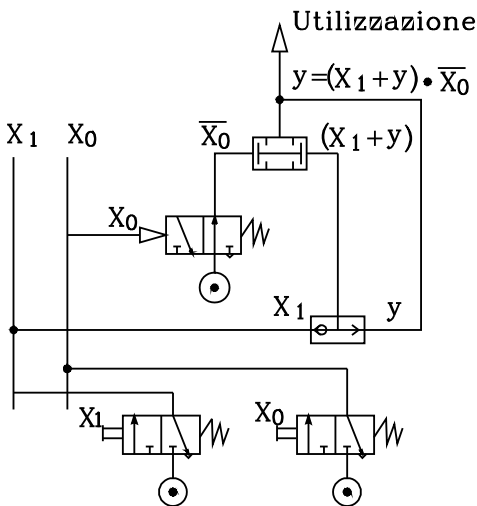 Utilizzazione
y=(X1+y)•X̅0̅
X1 X0 X̅0̅ (X1+y)
X0
X1 y
X1 X0